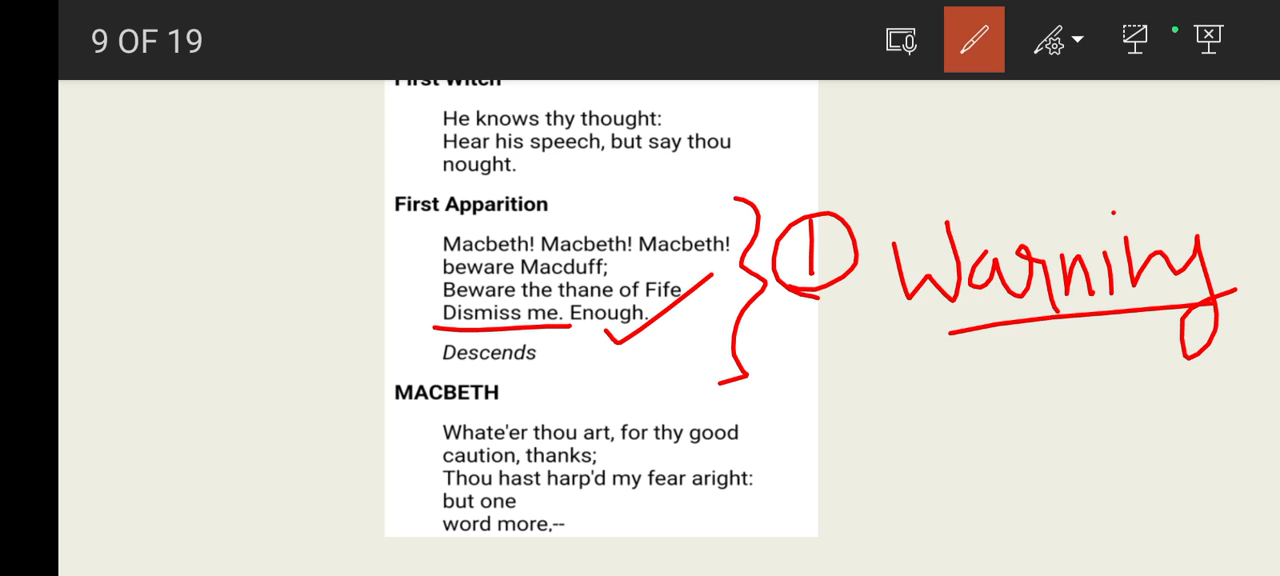 9 OF 19
First Witch
He knows thy thought:
Hear his speech, but say thou
nought.
First Apparition
Macbeth! Macbeth! Macbeth!
beware Macduff;
Beware the thane of Fife.
Dismiss me. Enough.
Descends
1 Warning
MACBETH
Whate'er thou art, for thy good
caution, thanks;
Thou hast harp'd my fear aright:
but one
word more,--